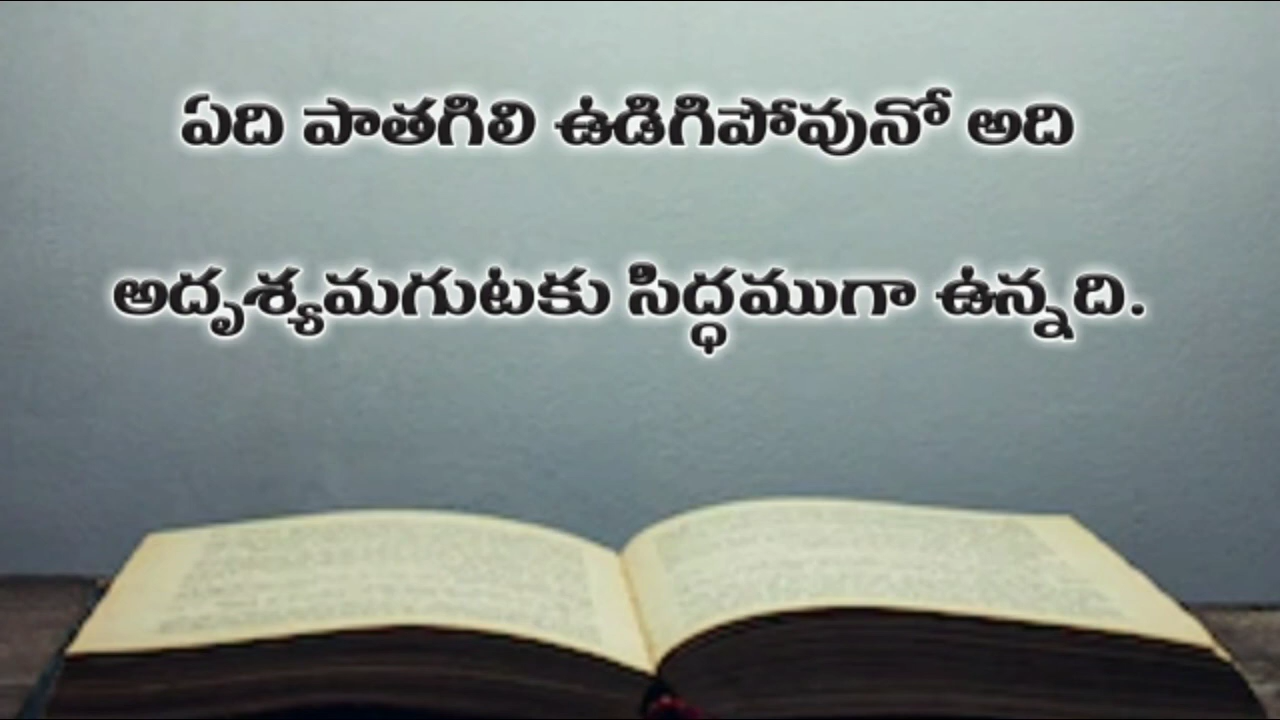 ఏది పాతగిలి ఉడిగిపోవునో అది
అదృశ్యమగుటకు సిద్ధముగా ఉన్నది.